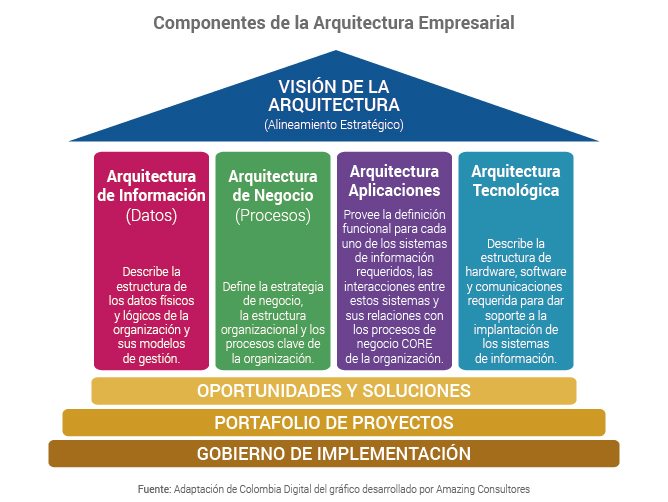 Componentes de la Arquitectura Empresarial
VISIÓN DE LA
ARQUITECTURA
(Alineamiento Estratégico)
Arquitectura
de Información
(Datos)
Describe la
estructura de
los datos físicos
y lógicos de la
organización y
sus modelos
de gestión.
Arquitectura
de Negocio
(Procesos)
Define la estrategia
de negocio,
la estructura
organizacional y los
procesos clave de
la organización.
Arquitectura
Aplicaciones
Provee la definición
funcional para cada
uno de los sistemas
de información
requeridos, las
interacciones entre
estos sistemas y
sus relaciones con
los procesos de
negocio CORE
de la organización.
Arquitectura
Tecnológica
Describe la
estructura de
hardware, software
y comunicaciones
requerida para dar
soporte a la
implantación de
los sistemas
de información.
OPORTUNIDADES Y SOLUCIONES
PORTAFOLIO DE PROYECTOS
GOBIERNO DE IMPLEMENTACIÓN
Fuente: Adaptación de Colombia Digital del gráfico desarrollado por Amazing Consultores